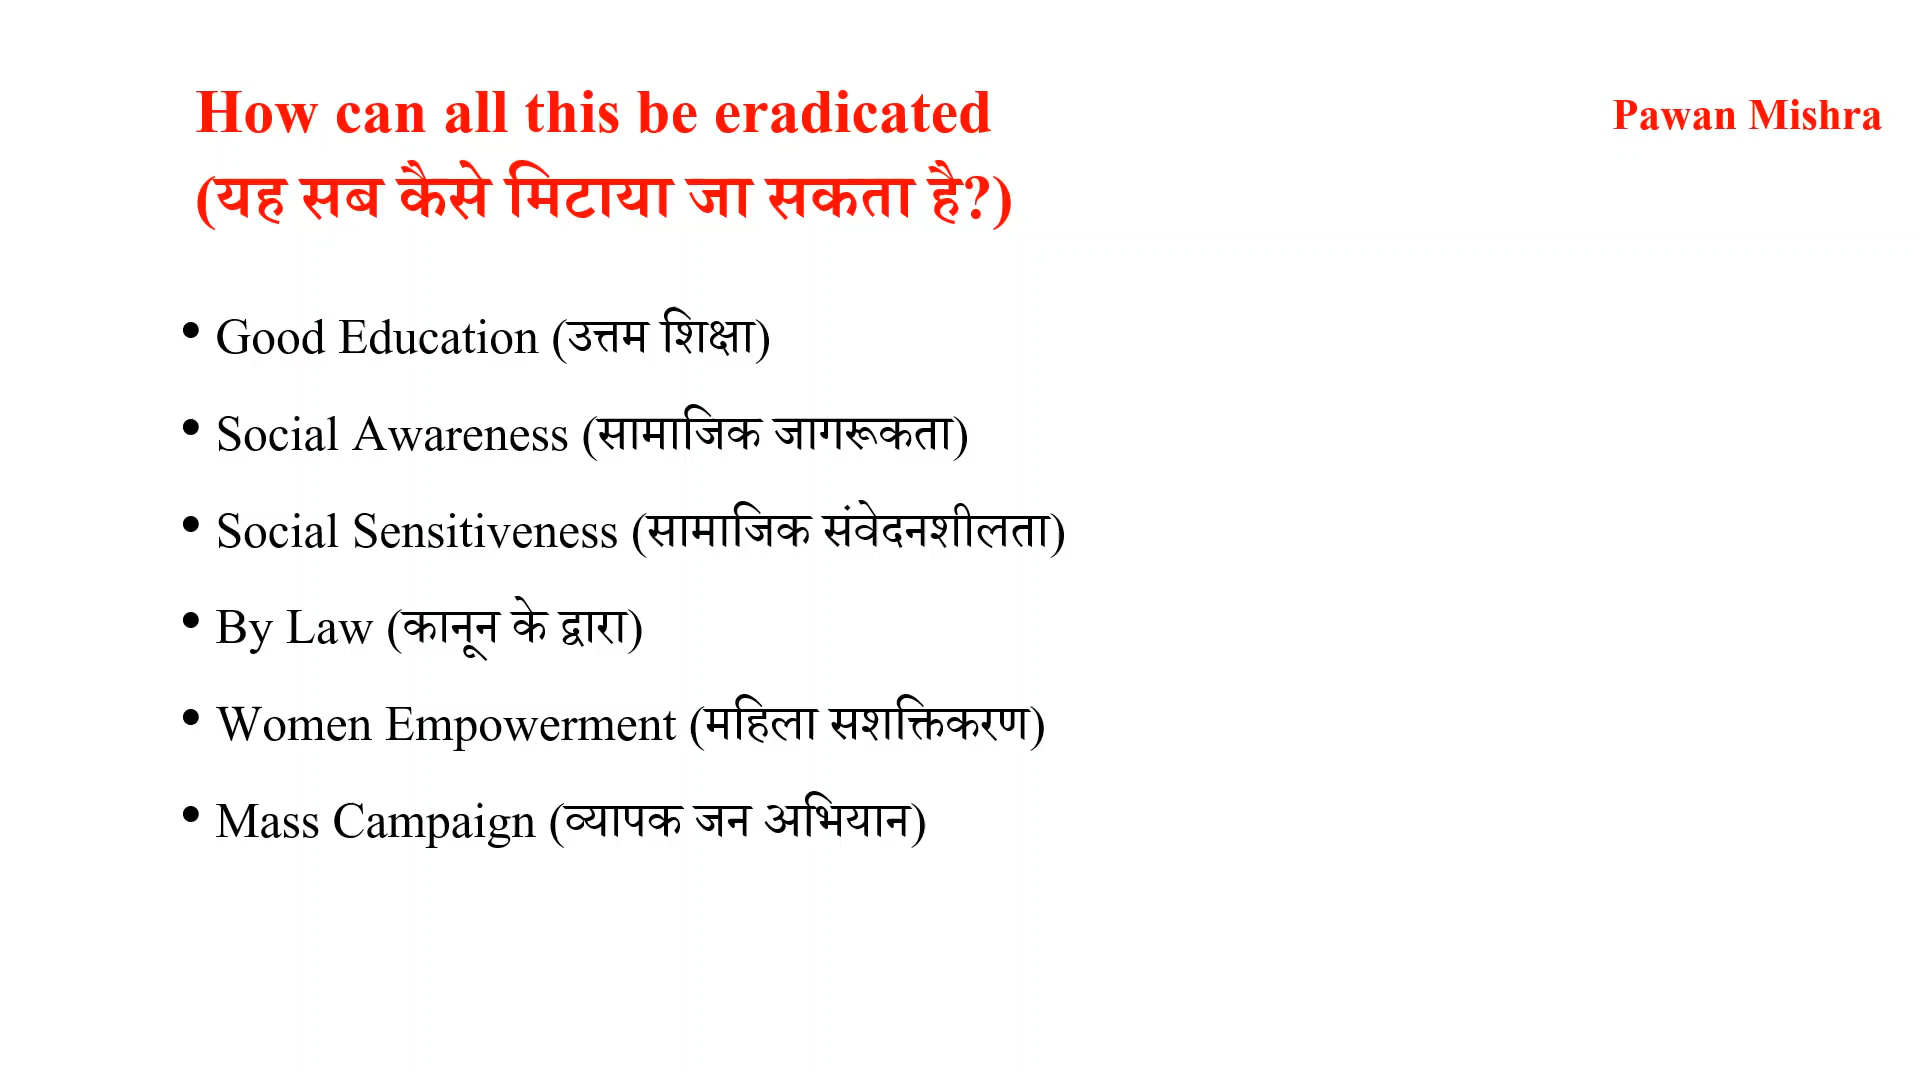 How can all this be eradicated
Pawan Mishra
(यह सब कैसे मिटाया जा सकता है?)
• Good Education (उत्तम शिक्षा)
• Social Awareness (सामाजिक जागरूकता)
• Social Sensitiveness (सामाजिक संवेदनशीलता)
• By Law (कानून के द्वारा)
• Women Empowerment (महिला सशक्तिकरण)
• Mass Campaign (व्यापक जन अभियान)